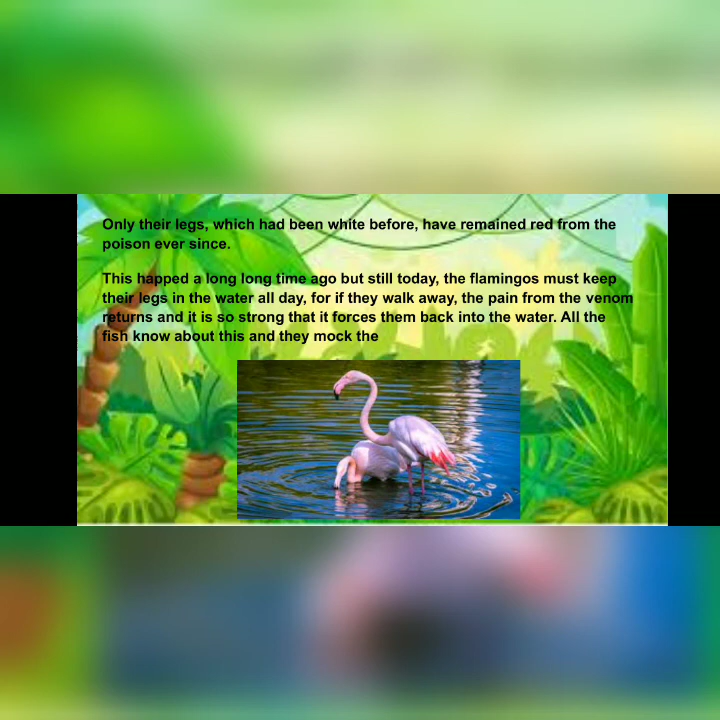 Only their legs, which had been white before, have remained red from the
poison ever since.
This happed a long long time ago but still today, the flamingos must keep
their legs in the water all day, for if they walk away, the pain from the venom
returns and it is so strong that it forces them back into the water. All the
fish know about this and they mock the